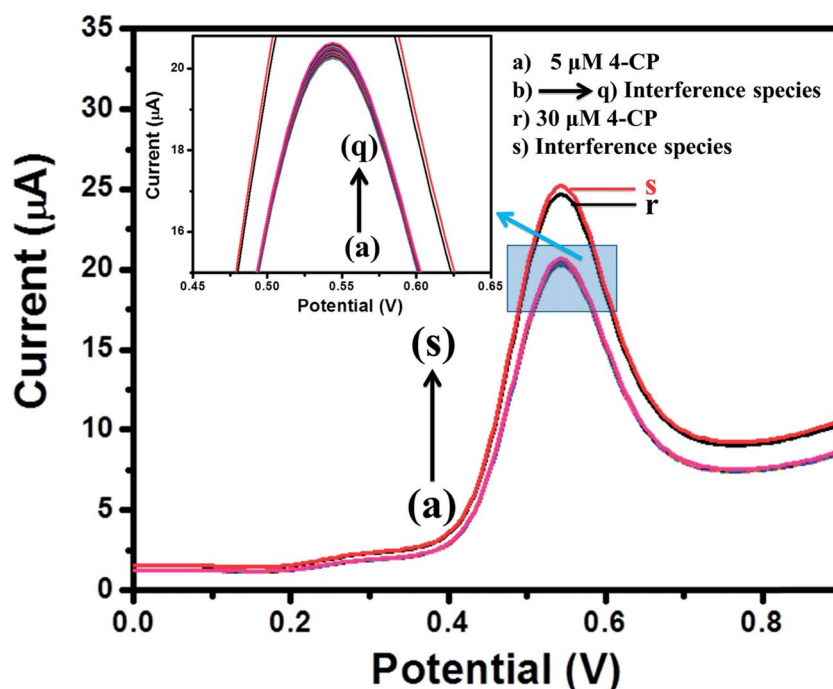 35
30
25
20
15
10
5
0
Current (μA)
0.0 0.2 0.4 0.6 0.8
Potential (V)
20
18
16
Current (μA)
0.45 0.50 0.55 0.60 0.65
Potential (V)
(q)
(a)
a) 5 μM 4-CP
b) → q) Interference species
r) 30 μM 4-CP
s) Interference species
s
r
(s)
(a)